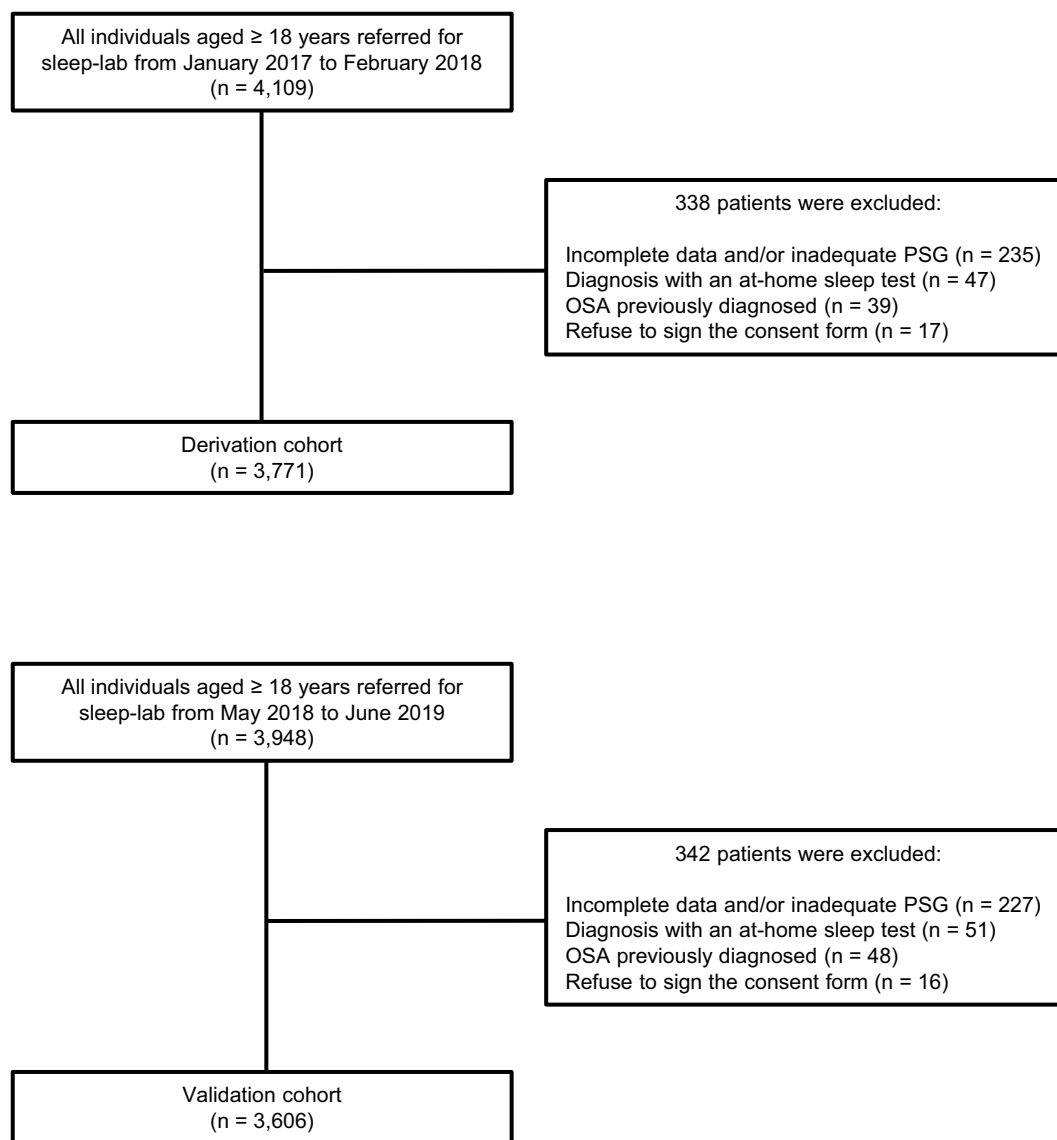 All individuals aged ≥ 18 years referred for
sleep-lab from January 2017 to February 2018
(n = 4,109)
338 patients were excluded:
Incomplete data and/or inadequate PSG (n = 235)
Diagnosis with an at-home sleep test (n = 47)
OSA previously diagnosed (n = 39)
Refuse to sign the consent form (n = 17)
Derivation cohort
(n = 3,771)
All individuals aged ≥ 18 years referred for
sleep-lab from May 2018 to June 2019
(n = 3,948)
342 patients were excluded:
Incomplete data and/or inadequate PSG (n = 227)
Diagnosis with an at-home sleep test (n = 51)
OSA previously diagnosed (n = 48)
Refuse to sign the consent form (n = 16)
Validation cohort
(n = 3,606)